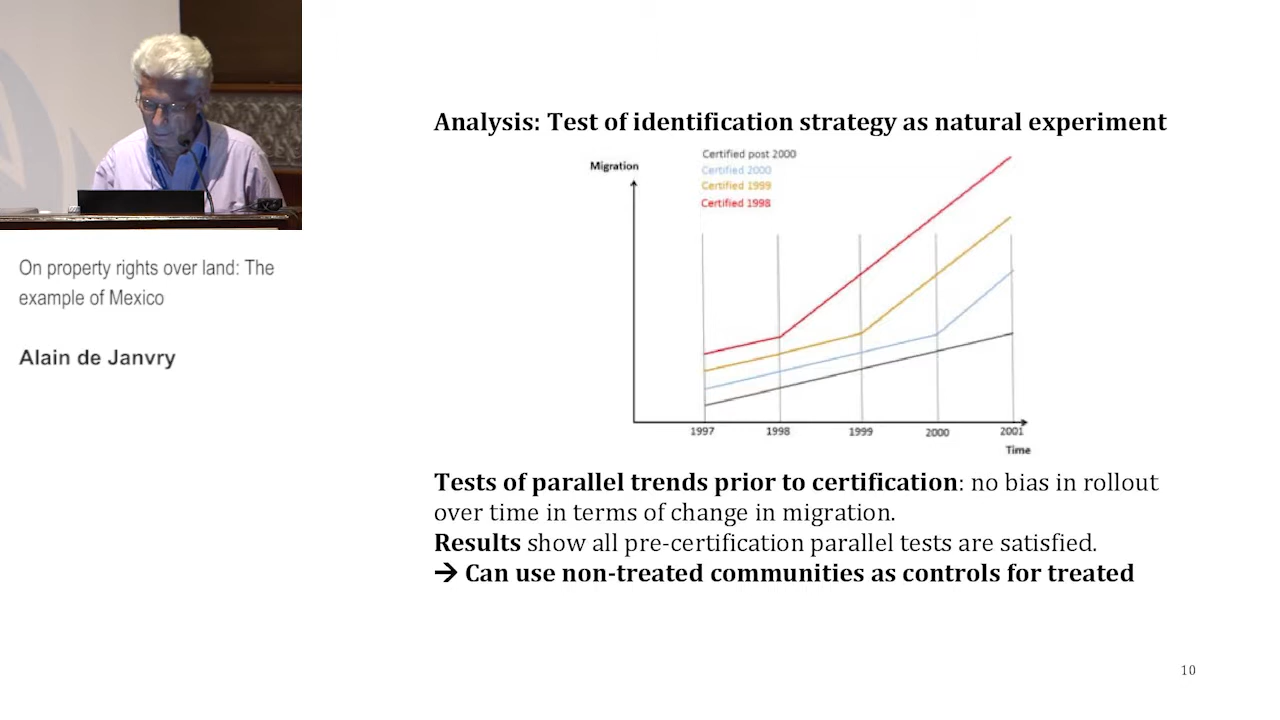 On property rights over land: The
example of Mexico
Alain de Janvry
Analysis: Test of identification strategy as natural experiment
Migration
Certified post 2000
Certified 2000
Certified 1999
Certified 1998
1997 1998 1999 2000 2001
Time
Tests of parallel trends prior to certification: no bias in rollout
over time in terms of change in migration.
Results show all pre-certification parallel tests are satisfied.
→ Can use non-treated communities as controls for treated
10